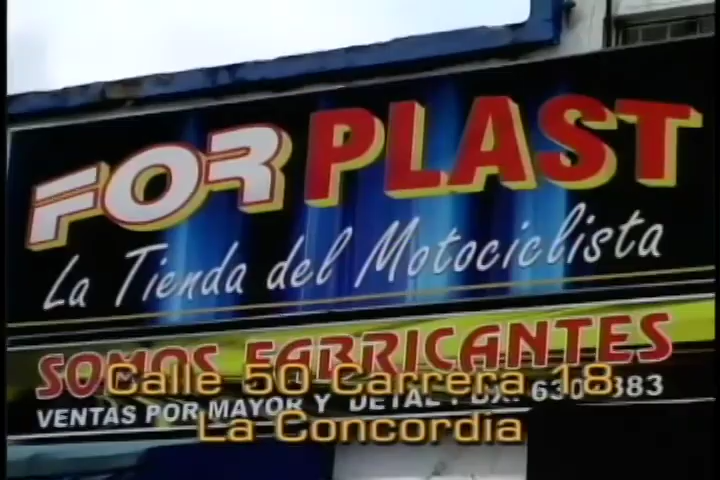 FOR PLAST
La Tienda del Motociclista
SOMOS FABRICANTES
VENTAS POR MAYOR Y DETAL
Calle 50 Carrera 18
La Concordia